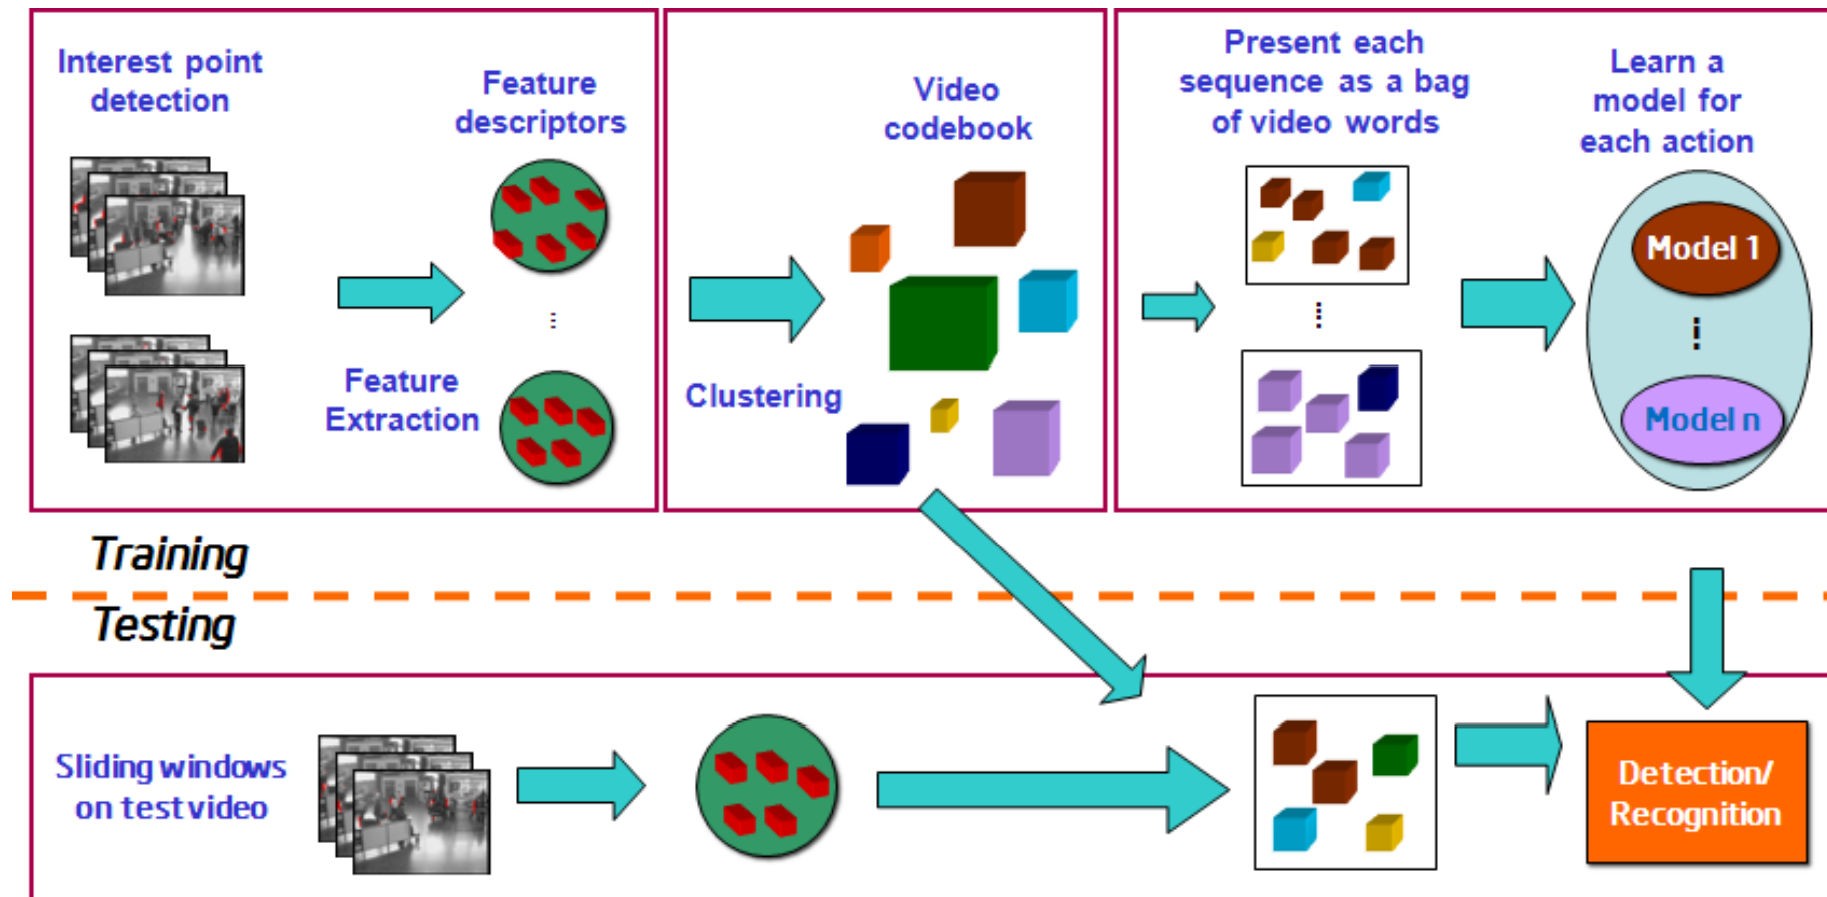 Interest point
detection
Feature
descriptors
Feature
Extraction
Video
codebook
Clustering
Present each
sequence as a bag
of video words
Learn a
model for
each action
Model 1
Model n
Training
Testing
Sliding windows
on test video
Detection/
Recognition